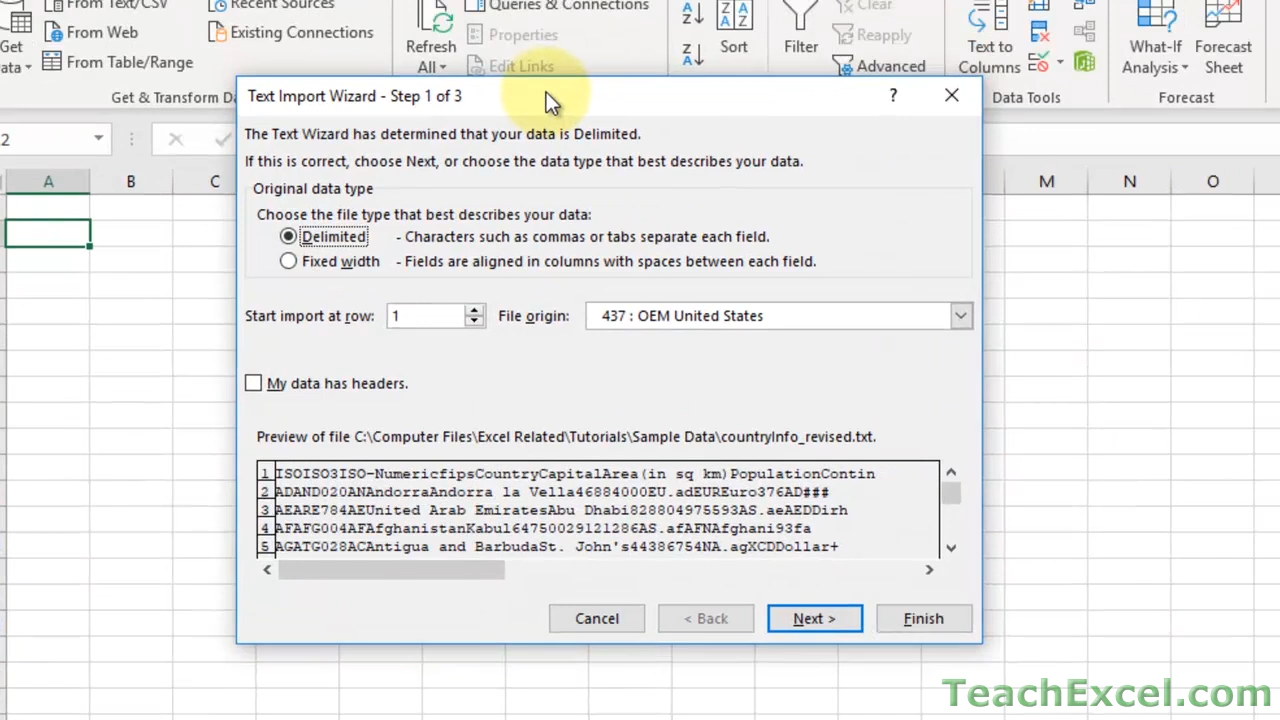 From Text/CSV
Recent Sources
Queries & Connections
Clear
From Web
Existing Connections
Get
Data
Refresh
All
Properties
Sort
Filter
Reapply
Text to
Columns
What-If
Analysis
Forecast
Sheet
From Table/Range
Edit Links
Advanced
Get & Transform Da
Data Tools
Forecast
2
Text Import Wizard - Step 1 of 3
?
The Text Wizard has determined that your data is Delimited.
If this is correct, choose Next, or choose the data type that best describes your data.
A B C M N O
Original data type
Choose the file type that best describes your data:
Delimited - Characters such as commas or tabs separate each field.
Fixed width - Fields are aligned in columns with spaces between each field.
Start import at row: 1 File origin: 437 : OEM United States
My data has headers.
Preview of file C:\Computer Files\Excel Related\Tutorials\Sample Data\countryInfo_revised.txt.
1 ISOISO3ISO-NumericfipsCountryCapitalArea(in sq km)PopulationContin
2 ADAND020ANAndorraAndorra la Vella46884000EU.adEUREuro376AD###
3 AEARE784AEUnited Arab EmiratesAbu Dhabi828804975593AS.aeAEDDirh
4 AFAFG004AFAfghanistanKabul64750029121286AS.afAFNAfghani93fa
5 AGATG028ACAntigua and BarbudaSt. John's44386754NA.agXCDDollar+
Cancel < Back Next > Finish
TeachExcel.com